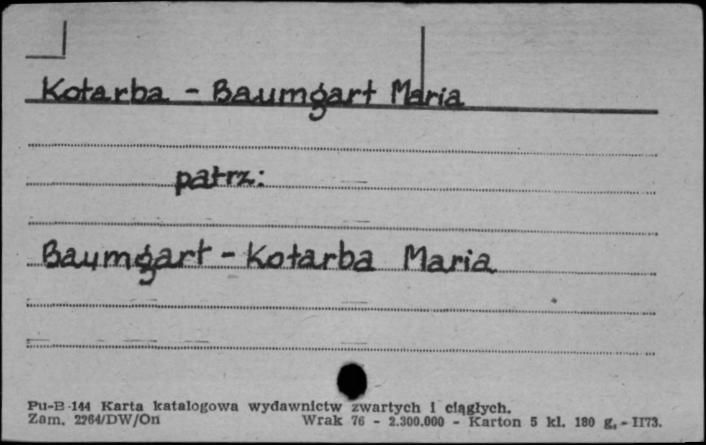 Kotarba - Baumgart Maria
patrz:
Baumgart - Kotarba Maria
Pu-B-144 Karta katalogowa wydawnictw zwartych i ciągłych.
Zam. 2264/DW/On Wrak 76 - 2.300.000 - Karton 5 kl. 180 g. - II73.